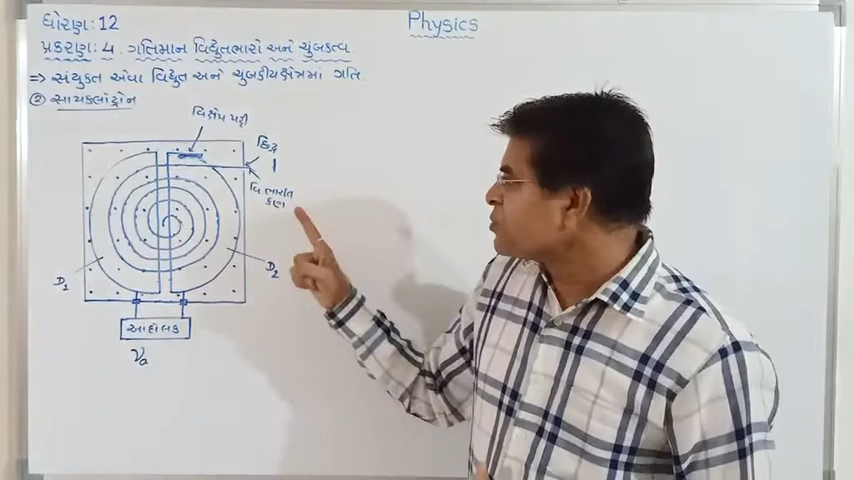 ધોરણ: 12
Physics
પ્રકરણ: 4. ગતિમાન વિદ્યુતભારો અને ચુંબકત્વ
=> સંયુક્ત એવા વિદ્યુત અને ચુંબકીયક્ષેત્રમાં ગતિ.
② સાયક્લોટ્રોન
વિક્ષેપ પટ્ટી
છિદ્ર
વિ ભારીત
કણ
D₁
D₂
આંદોલક